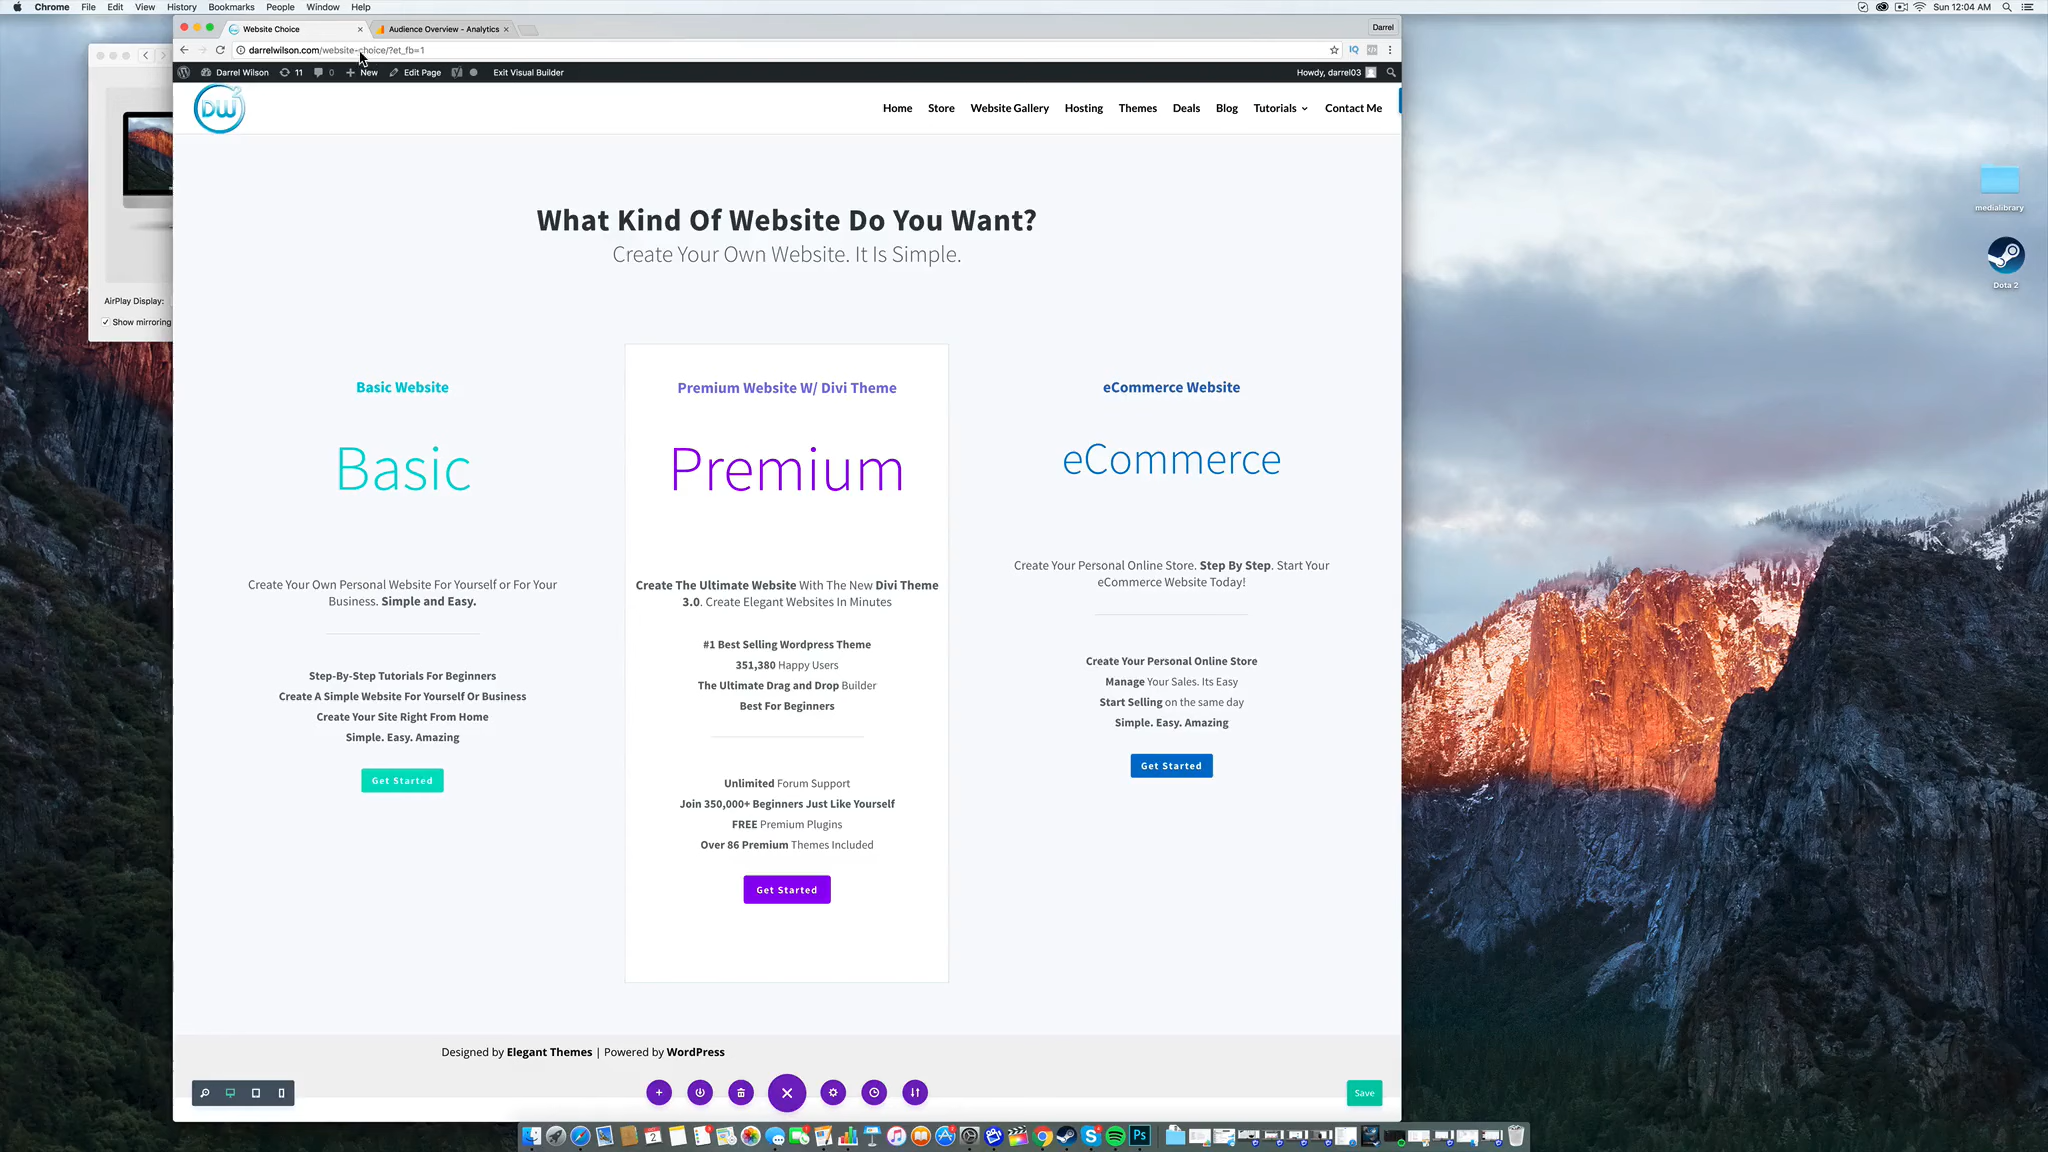 Chrome File Edit View History Bookmarks People Window Help
Sun 12:04 AM
Website Choice
Audience Overview - Analytics
Darrel
darrelwilson.com/website-choice/?et_fb=1
IQ
Darrel Wilson 11 0 New Edit Page Exit Visual Builder
Howdy, darrel03
DW2
Home Store Website Gallery Hosting Themes Deals Blog Tutorials Contact Me
medialibrary
Dota 2
AirPlay Display:
Show mirroring
What Kind Of Website Do You Want?
Create Your Own Website. It Is Simple.
Basic Website
Basic
Create Your Own Personal Website For Yourself or For Your
Business. Simple and Easy.
Step-By-Step Tutorials For Beginners
Create A Simple Website For Yourself Or Business
Create Your Site Right From Home
Simple. Easy. Amazing
Get Started
Premium Website W/ Divi Theme
Premium
Create The Ultimate Website With The New Divi Theme
3.0. Create Elegant Websites In Minutes
#1 Best Selling Wordpress Theme
351,380 Happy Users
The Ultimate Drag and Drop Builder
Best For Beginners
Unlimited Forum Support
Join 350,000+ Beginners Just Like Yourself
FREE Premium Plugins
Over 86 Premium Themes Included
Get Started
eCommerce Website
eCommerce
Create Your Personal Online Store. Step By Step. Start Your
eCommerce Website Today!
Create Your Personal Online Store
Manage Your Sales. Its Easy
Start Selling on the same day
Simple. Easy. Amazing
Get Started
Designed by Elegant Themes | Powered by WordPress
Save
2
Ps